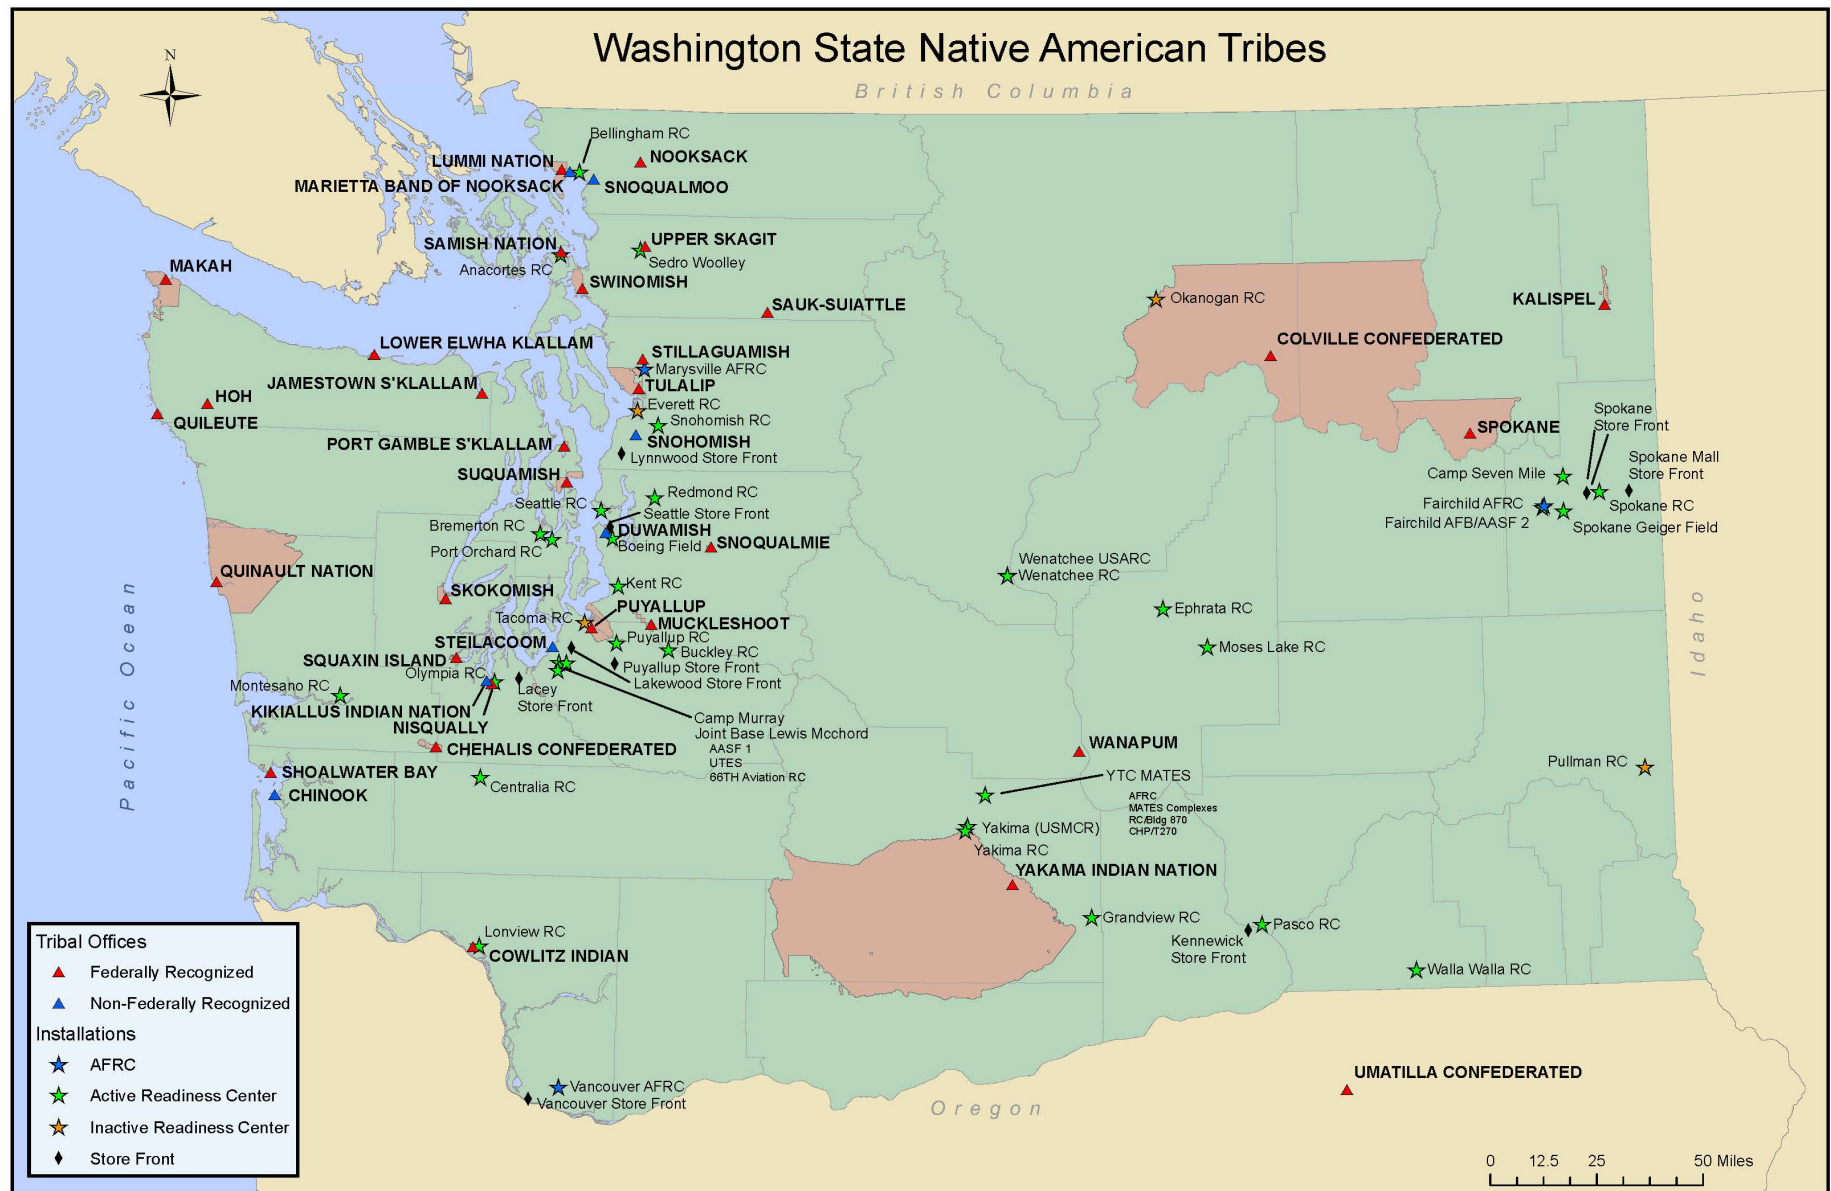 Washington State Native American Tribes
British Columbia
N
Bellingham RC
NOOKSACK
LUMMI NATION
MARIETTA BAND OF NOOKSACK
SNOQUALMOO
SAMISH NATION
Anacortes RC
UPPER SKAGIT
Sedro Woolley
SWINOMISH
MAKAH
SAUK-SUIATTLE
Okanogan RC
KALISPEL
COLVILLE CONFEDERATED
LOWER ELWHA KLALLAM
STILLAGUAMISH
Marysville AFRC
JAMESTOWN S'KLALLAM
TULALIP
HOH
QUILEUTE
Everett RC
Snohomish RC
SNOHOMISH
Lynnwood Store Front
PORT GAMBLE S'KLALLAM
SUQUAMISH
SPOKANE
Spokane
Store Front
Spokane Mall
Store Front
Camp Seven Mile
Fairchild AFRC
Fairchild AFB/AASF 2
Spokane RC
Spokane Geiger Field
Redmond RC
Seattle RC
Seattle Store Front
Bremerton RC
DUWAMISH
Port Orchard RC
Boeing Field
SNOQUALMIE
Wenatchee USARC
Wenatchee RC
QUINAULT NATION
SKOKOMISH
Kent RC
Ephrata RC
PUYALLUP
Tacoma RC
MUCKLESHOOT
Puyallup RC
STEILACOOM
Buckley RC
Moses Lake RC
SQUAXIN ISLAND
Puyallup Store Front
Olympia RC
Lakewood Store Front
Montesano RC
Lacey
Store Front
KIKIALLUS INDIAN NATION
NISQUALLY
Camp Murray
Joint Base Lewis Mcchord
AASF 1
UTES
66TH Aviation RC
CHEHALIS CONFEDERATED
WANAPUM
SHOALWATER BAY
CHINOOK
Centralia RC
Pullman RC
YTC MATES
AFRC
MATES Complexes
RC/Bldg 870
CHP/T270
Yakima (USMCR)
Yakima RC
YAKAMA INDIAN NATION
Pacific Ocean
Idaho
Grandview RC
Pasco RC
Kennewick
Store Front
Walla Walla RC
Lonview RC
COWLITZ INDIAN
Vancouver AFRC
Vancouver Store Front
UMATILLA CONFEDERATED
Oregon
Tribal Offices
Federally Recognized
Non-Federally Recognized
Installations
AFRC
Active Readiness Center
Inactive Readiness Center
Store Front
0 12.5 25 50 Miles